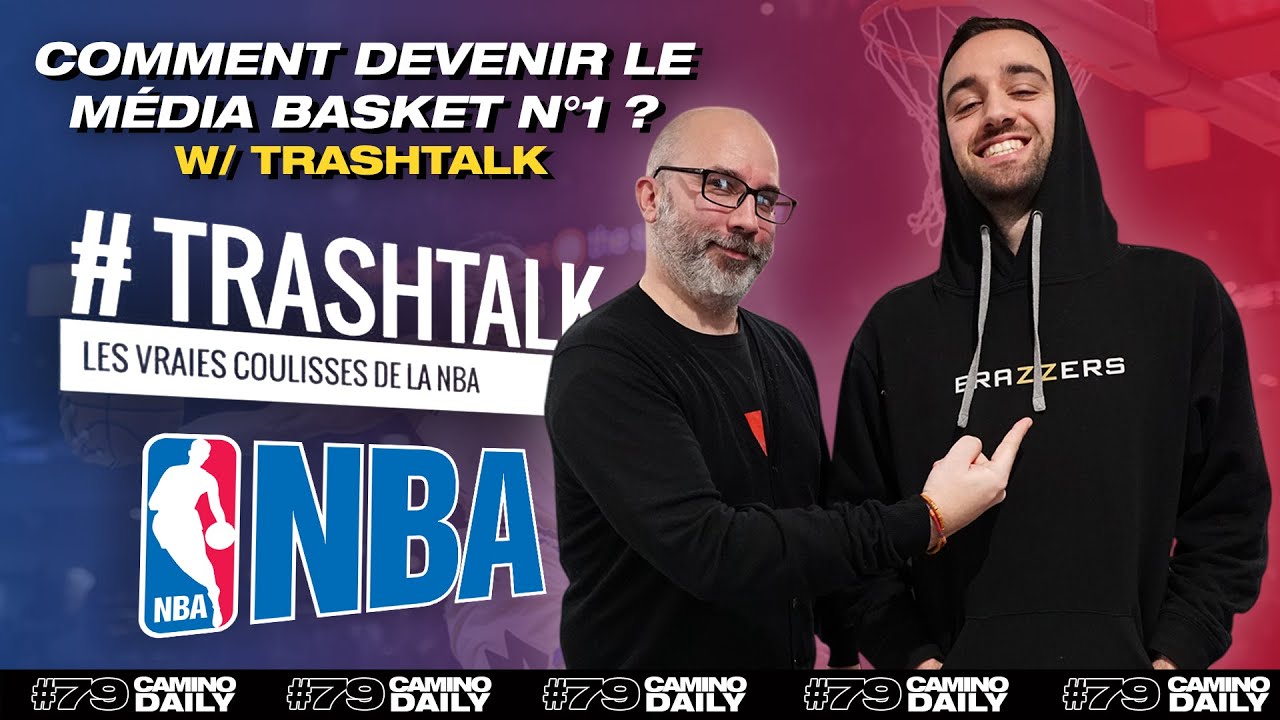 COMMENT DEVENIR LE
MÉDIA BASKET N°1 ?
W/ TRASHTALK
# TRASHTALK
LES VRAIES COULISSES DE LA NBA
NBA
NBA
BRAZZERS
#79 CAMINO DAILY
#79 CAMINO DAILY
#79 CAMINO DAILY
#79 CAMINO DAILY
#79 CAMINO DAILY